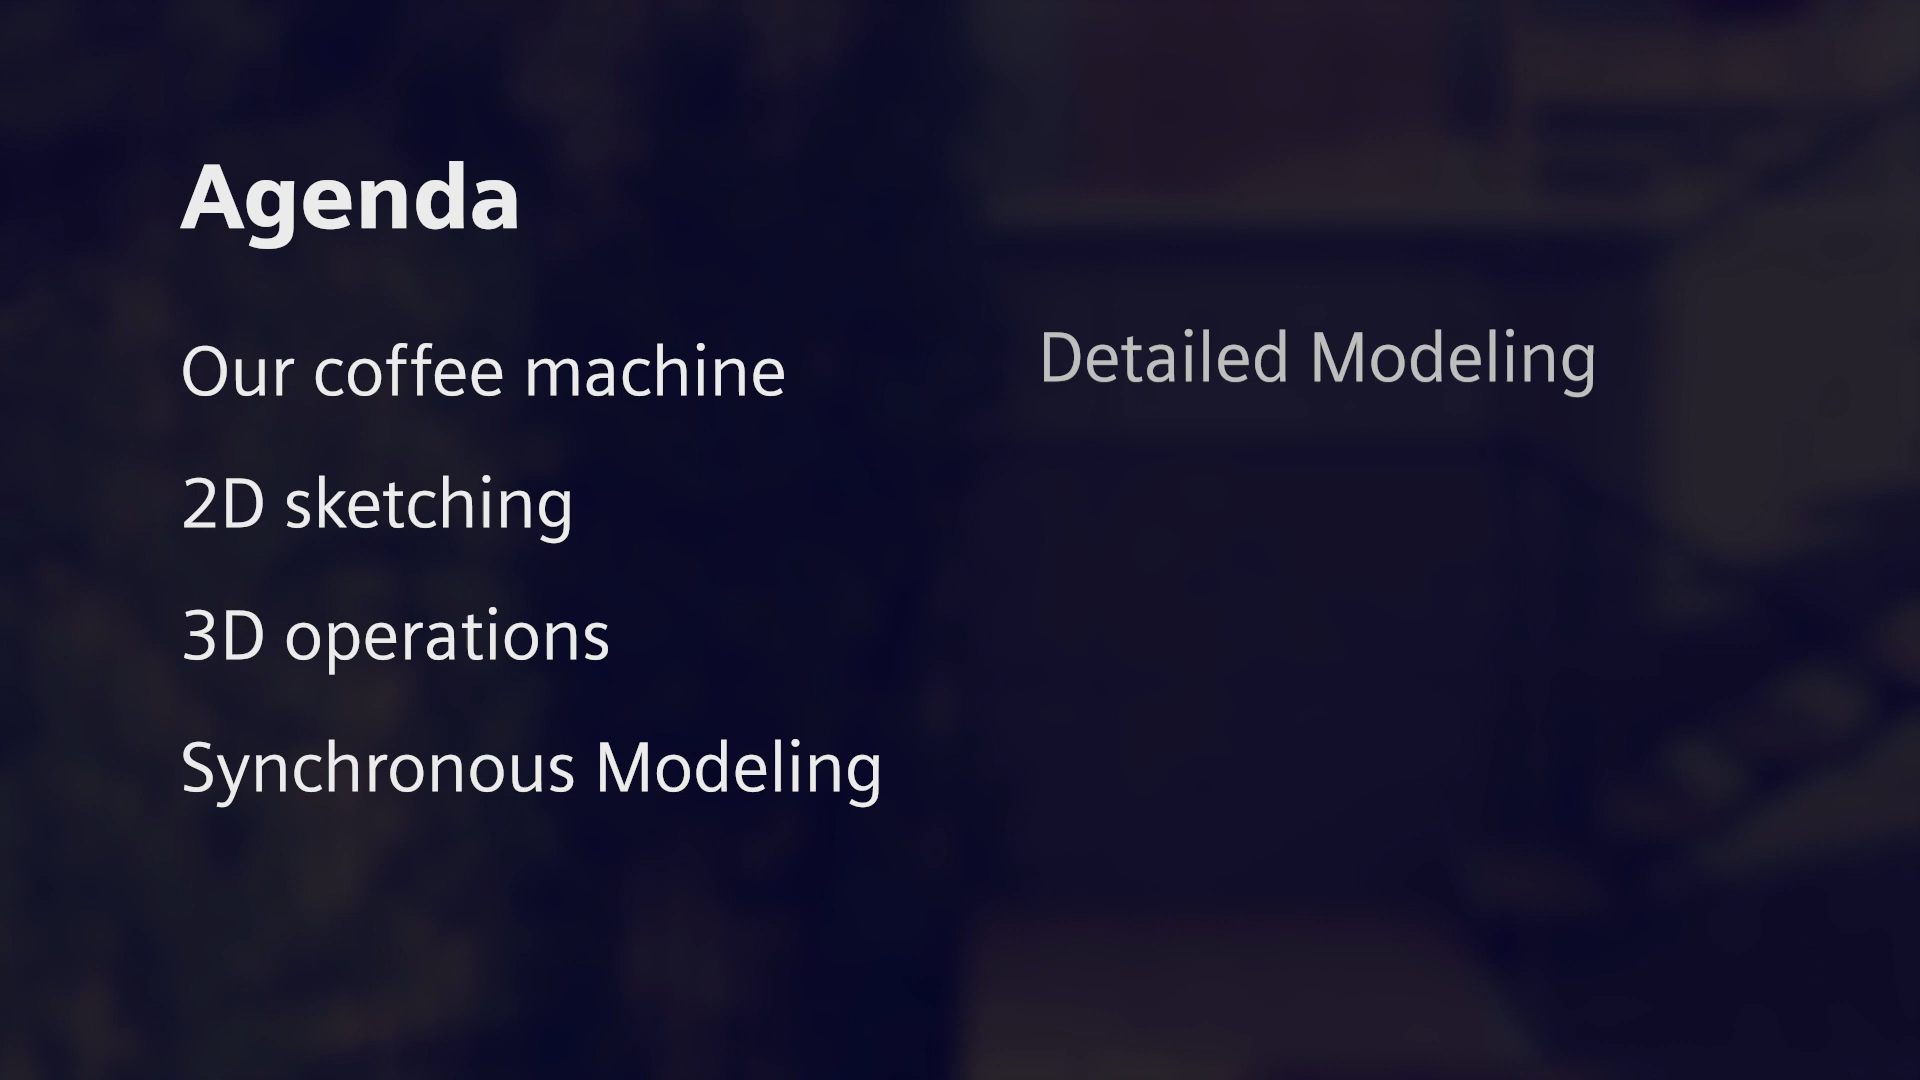 Agenda
Our coffee machine
2D sketching
3D operations
Synchronous Modeling
Detailed Modeling